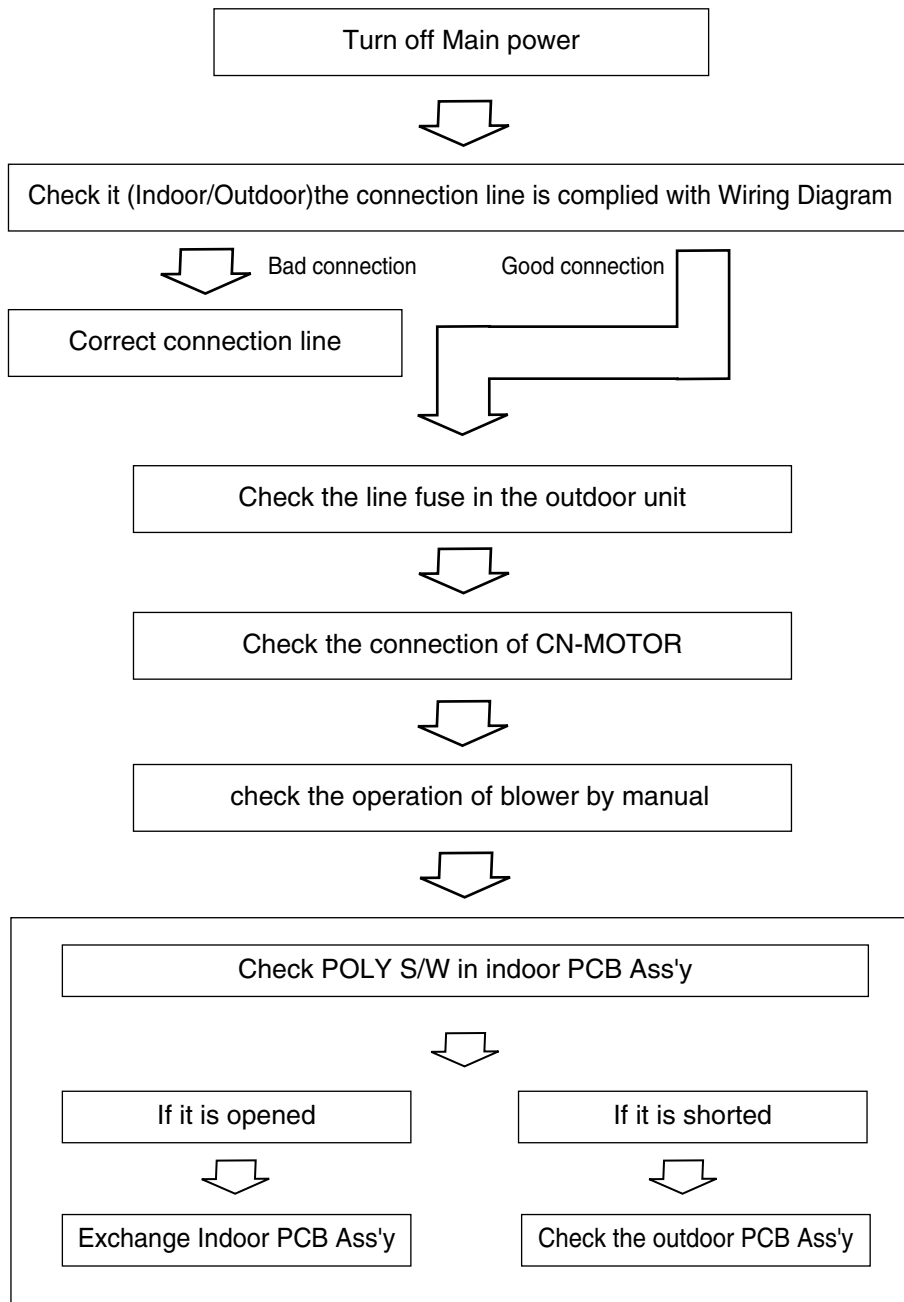 Turn off Main power
Check it (Indoor/Outdoor)the connection line is complied with Wiring Diagram
Bad connection
Good connection
Correct connection line
Check the line fuse in the outdoor unit
Check the connection of CN-MOTOR
check the operation of blower by manual
Check POLY S/W in indoor PCB Ass'y
If it is opened
If it is shorted
Exchange Indoor PCB Ass'y
Check the outdoor PCB Ass'y